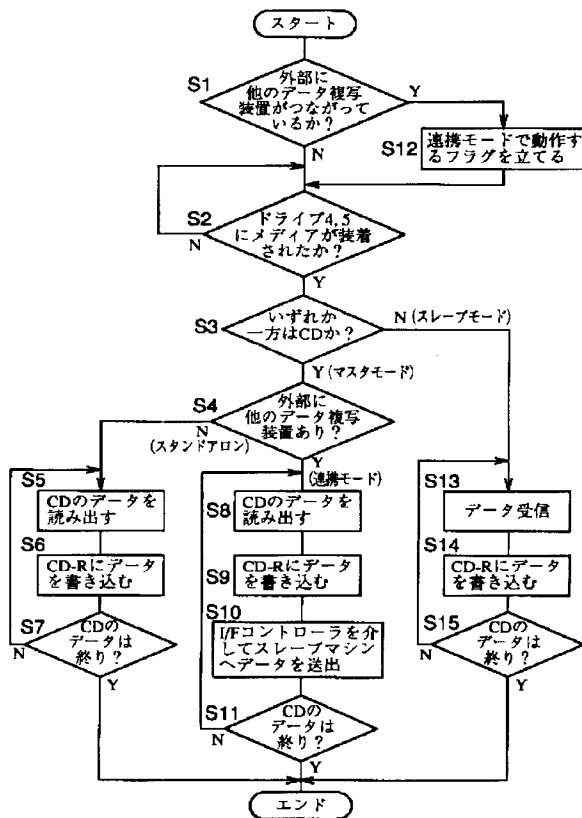 スタート
S1
外部に
他のデータ複写
装置がつながって
いるか？
Y
N
S12
連携モードで動作す
るフラグを立てる
S2
ドライブ4,5
にメディアが装着
されたか？
N
Y
S3
いずれか
一方はCDか？
N (スレーブモード)
Y (マスタモード)
S4
外部に
他のデータ複写
装置あり？
N
(スタンドアロン)
Y
(連携モード)
S5
CDのデータを
読み出す
S6
CD-Rにデータ
を書き込む
S7
CDの
データは
終り？
N
Y
S8
CDのデータを
読み出す
S9
CD-Rにデータ
を書き込む
S10
I/Fコントローラを介
してスレーブマシン
へデータを送出
S11
CDの
データは
終り？
N
Y
S13
データ受信
S14
CD-Rにデータ
を書き込む
S15
CDの
データは
終り？
N
Y
エンド